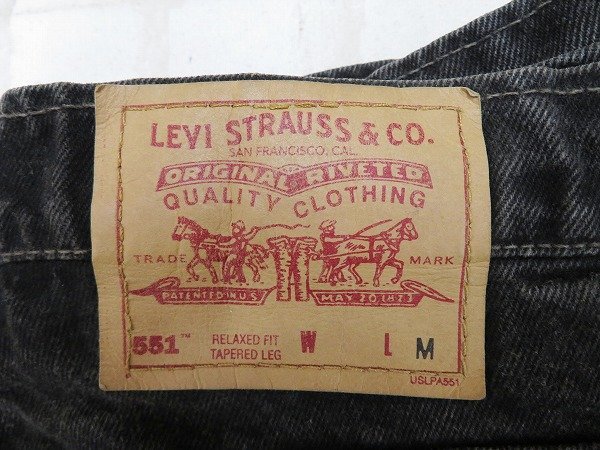 LEVI STRAUSS & CO.
SAN FRANCISCO, CAL.
ORIGINAL RIVETED
QUALITY CLOTHING
TRADE MARK
PATENTED IN U.S. MAY 20 1873
551™ RELAXED FIT W L M
TAPERED LEG
USLPA551